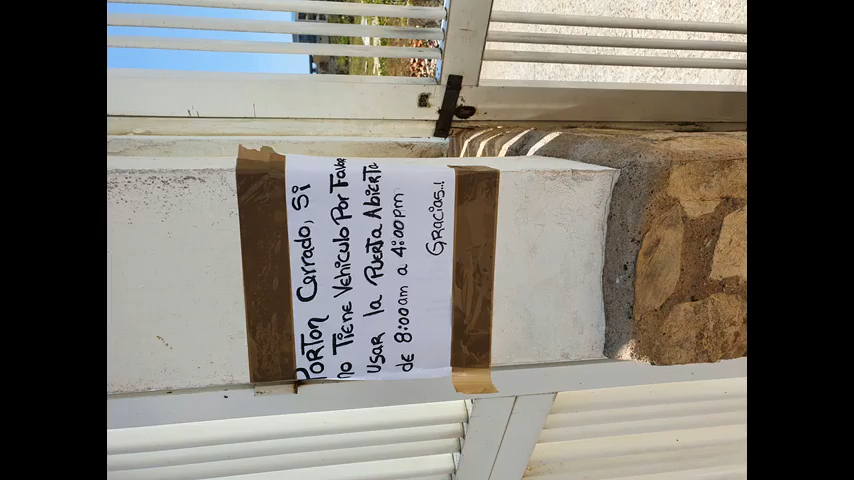 PORTON Cerrado, Si
no Tiene Vehiculo Por Favor
usar la Puerta Abierta
de 8:00am a 4:00pm
Gracias..!